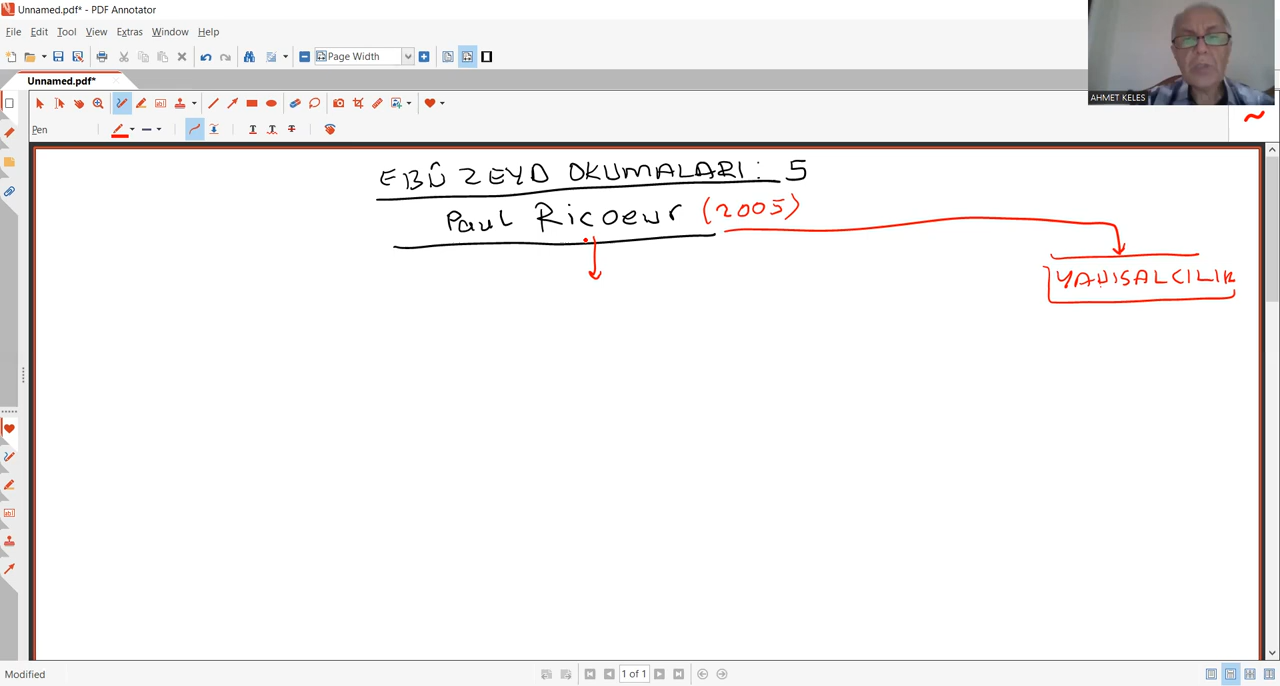 Unnamed.pdf* - PDF Annotator
File Edit Tool View Extras Window Help
Page Width
Unnamed.pdf*
Pen
AHMET KELES
EBÛ ZEYD OKUMALARI: 5
Paul Ricoeur (2005)
YANISALCILIK
Modified
1 of 1